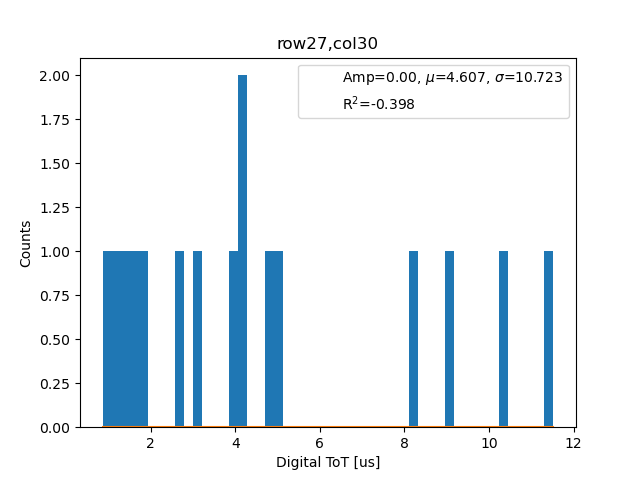 row27,col30
Amp=0.00, μ=4.607, σ=10.723
R²=-0.398
2.00
1.75
1.50
1.25
1.00
0.75
0.50
0.25
0.00
Counts
2 4 6 8 10 12
Digital ToT [us]